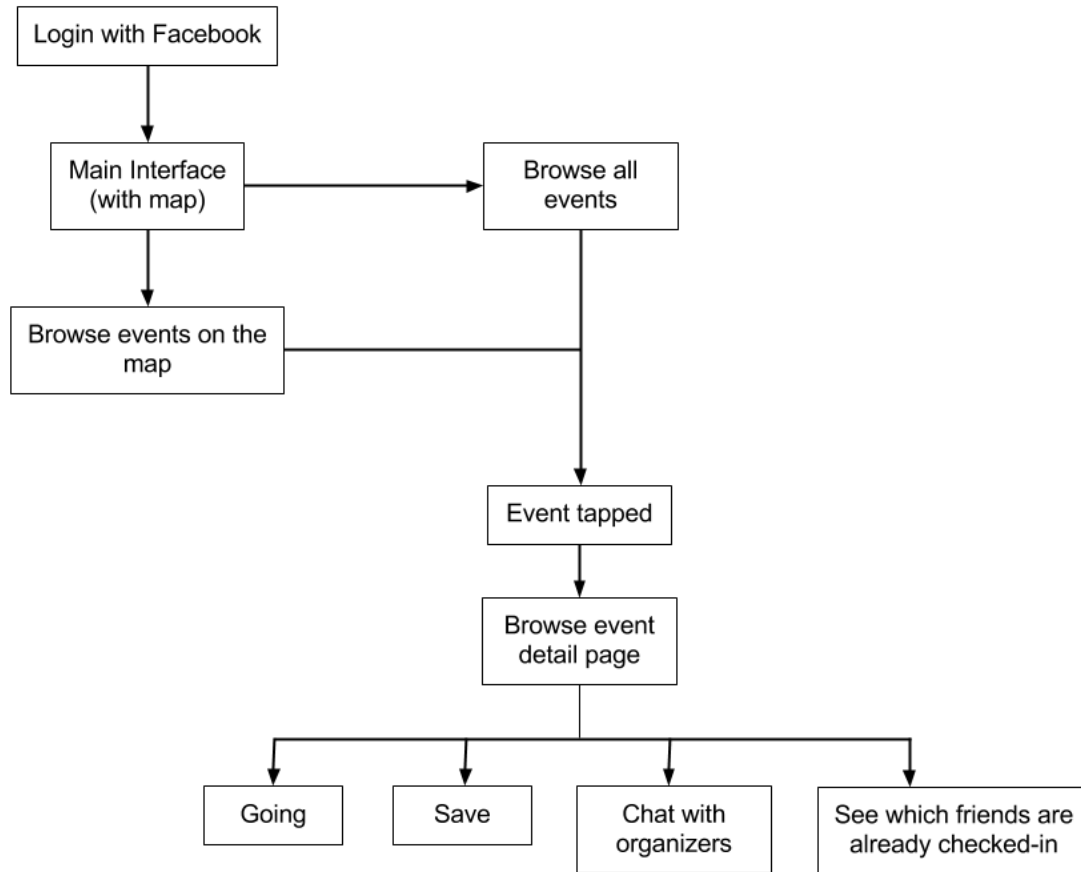 Login with Facebook
Main Interface
(with map)
Browse all
events
Browse events on the
map
Event tapped
Browse event
detail page
Going
Save
Chat with
organizers
See which friends are
already checked-in